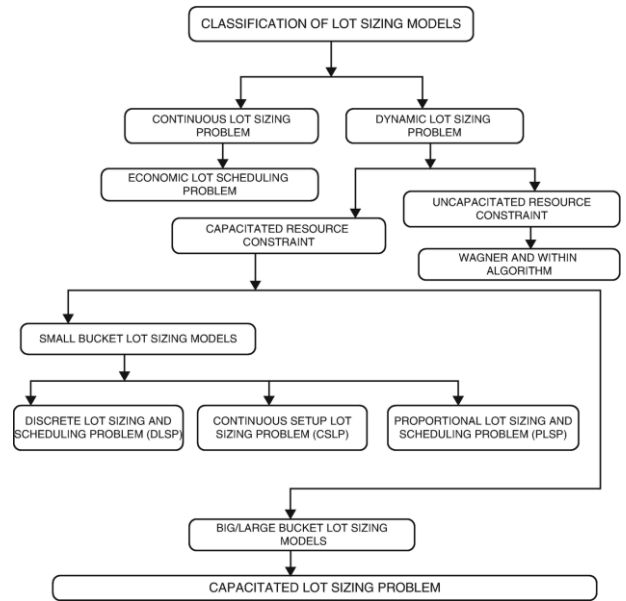 CLASSIFICATION OF LOT SIZING MODELS
CONTINUOUS LOT SIZING
PROBLEM
DYNAMIC LOT SIZING
PROBLEM
ECONOMIC LOT SCHEDULING
PROBLEM
UNCAPACITATED RESOURCE
CONSTRAINT
CAPACITATED RESOURCE
CONSTRAINT
WAGNER AND WITHIN
ALGORITHM
SMALL BUCKET LOT SIZING MODELS
DISCRETE LOT SIZING AND
SCHEDULING PROBLEM (DLSP)
CONTINUOUS SETUP LOT
SIZING PROBLEM (CSLP)
PROPORTIONAL LOT SIZING AND
SCHEDULING PROBLEM (PLSP)
BIG/LARGE BUCKET LOT SIZING
MODELS
CAPACITATED LOT SIZING PROBLEM